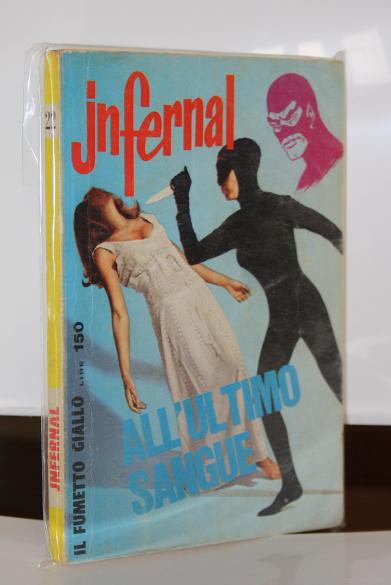 22
jnfernal
ALL'ULTIMO
SANGUE
IL FUMETTO GIALLO LIRE 150
JNFERNAL